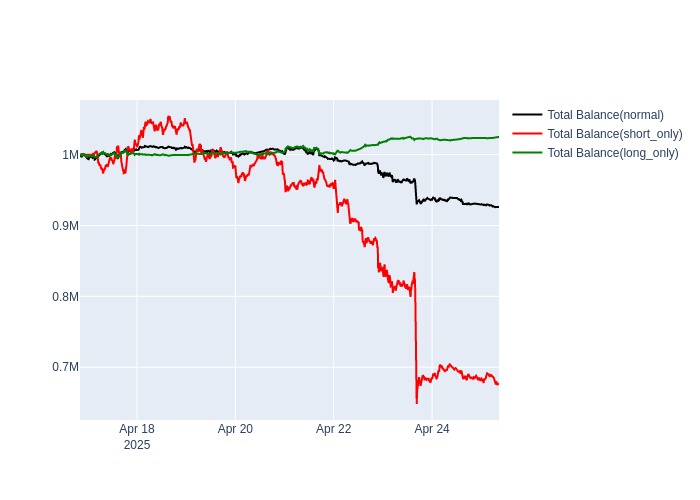 Total Balance(normal)
Total Balance(short_only)
Total Balance(long_only)
1M
0.9M
0.8M
0.7M
Apr 18
2025
Apr 20
Apr 22
Apr 24